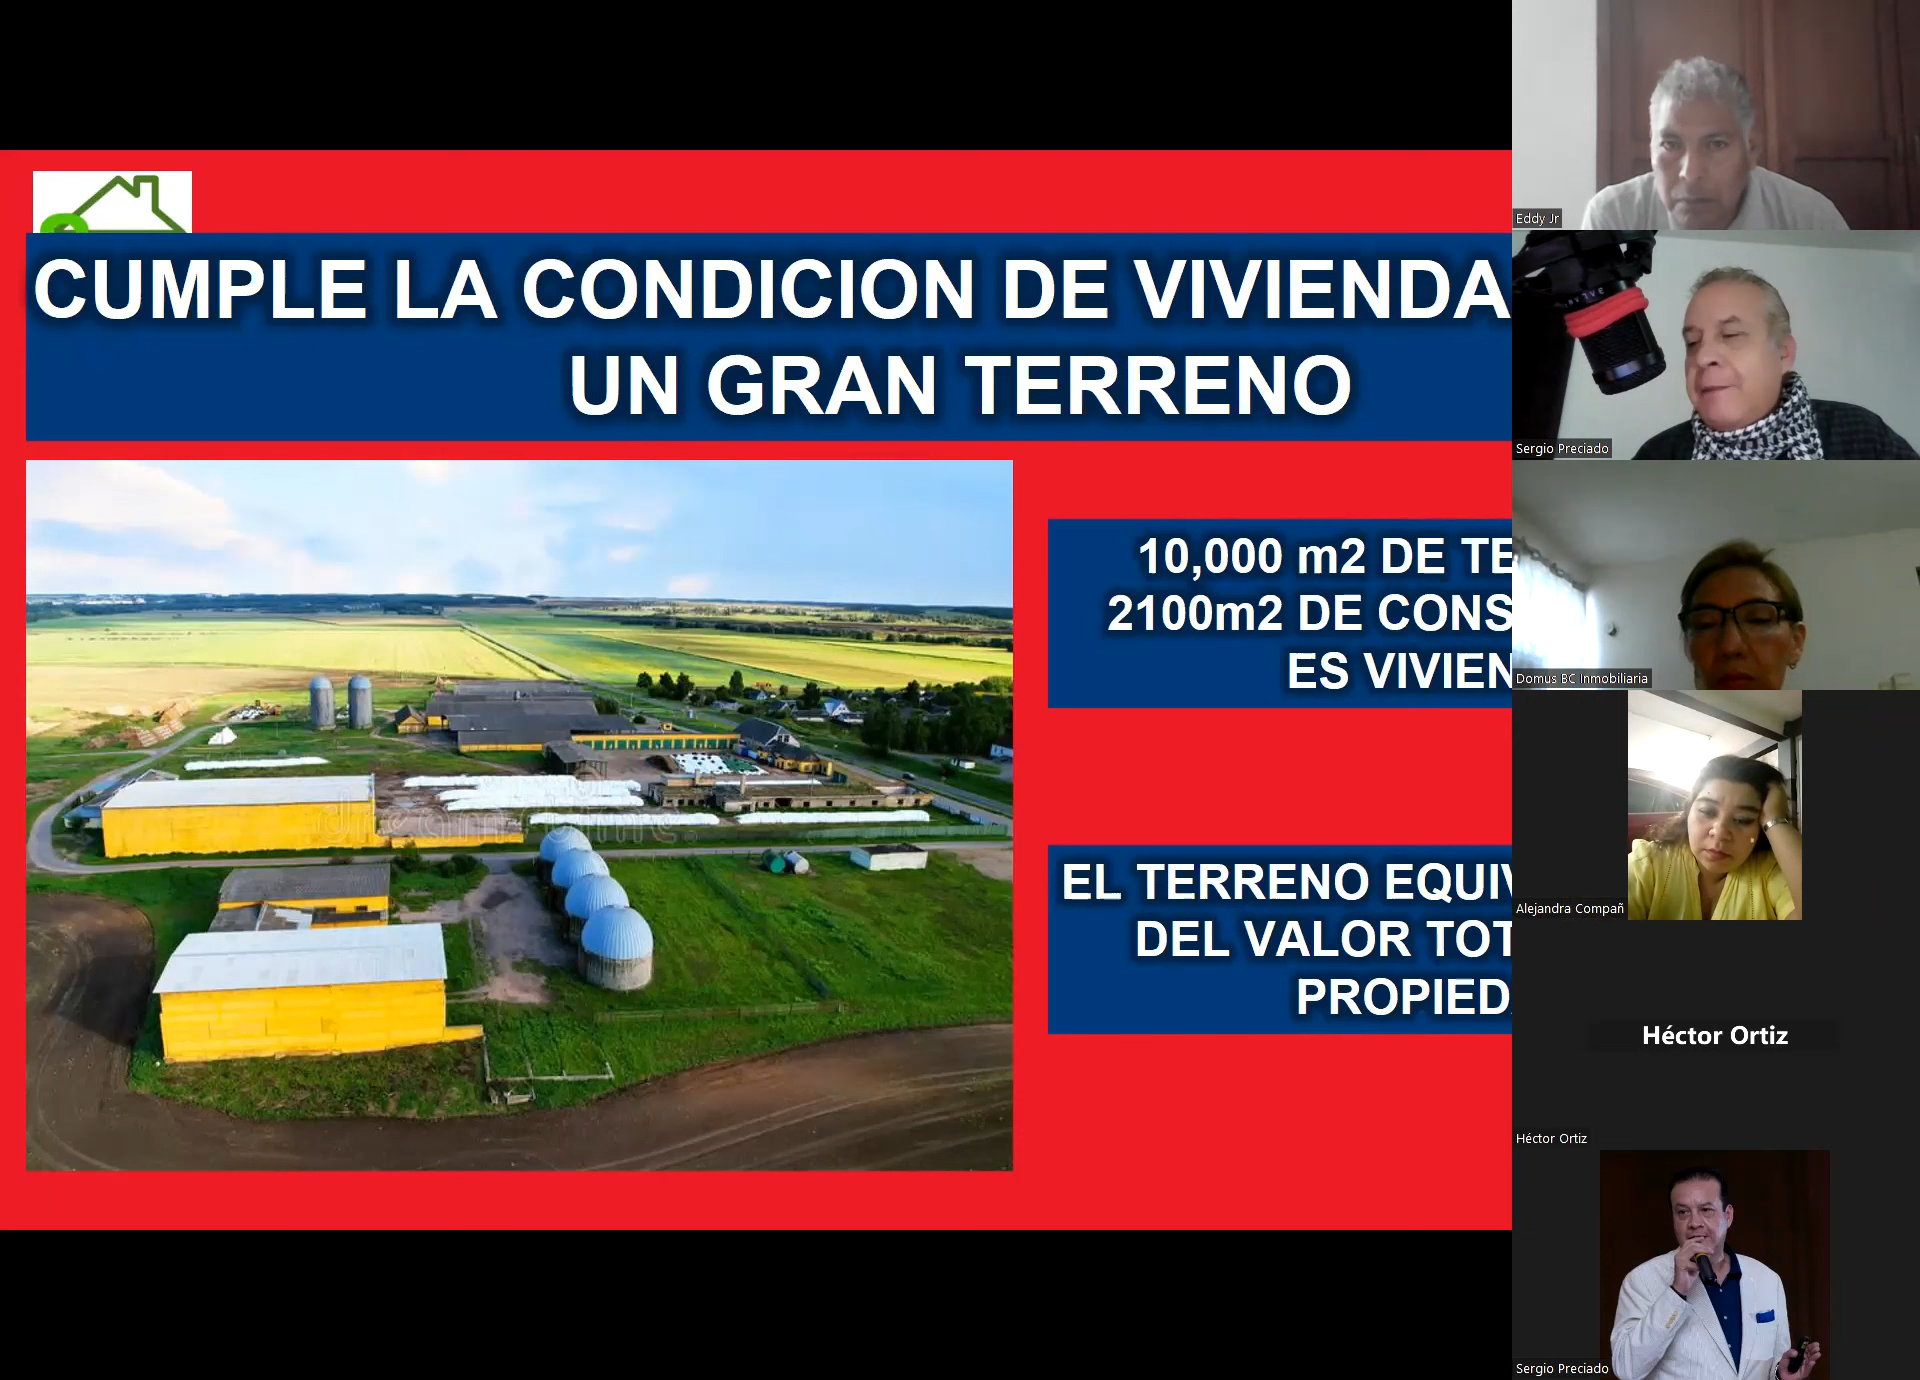 CUMPLE LA CONDICION DE VIVIENDA
UN GRAN TERRENO
10,000 m2 DE TE
2100m2 DE CONS
ES VIVIEN
EL TERRENO EQUIV
DEL VALOR TOT
PROPIED
dreamstime.
Eddy Jr
Sergio Preciado
Domus BC Inmobiliaria
Alejandra Compañ
Héctor Ortiz
Héctor Ortiz
Sergio Preciado